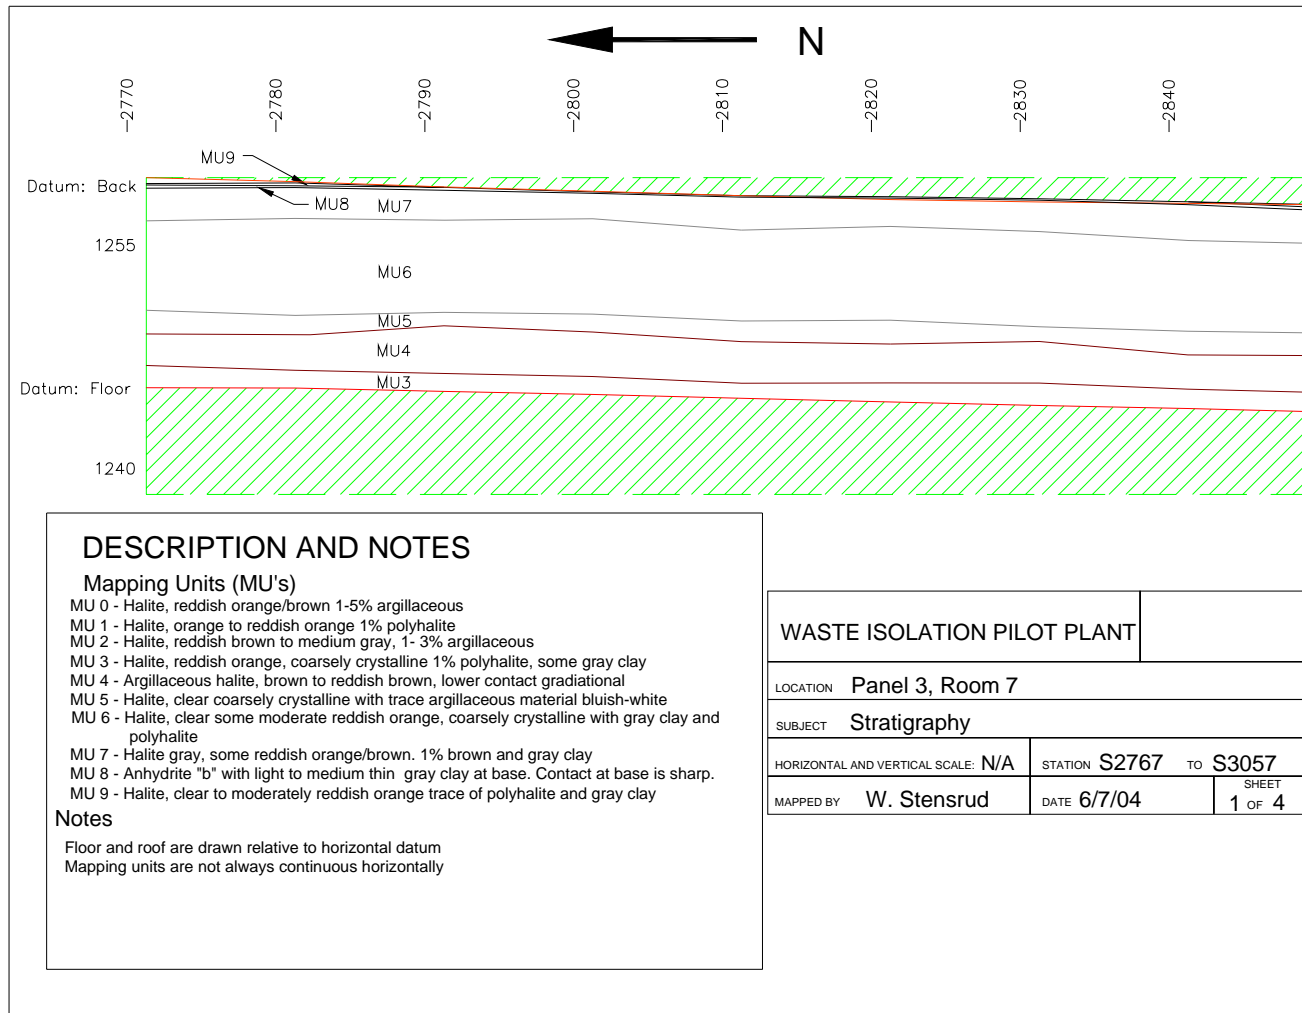 N
-2770
-2780
-2790
-2800
-2810
-2820
-2830
-2840
MU9
Datum: Back
MU8
MU7
1255
MU6
MU5
MU4
MU3
Datum: Floor
1240
DESCRIPTION AND NOTES
Mapping Units (MU's)
MU 0 - Halite, reddish orange/brown 1-5% argillaceous
MU 1 - Halite, orange to reddish orange 1% polyhalite
MU 2 - Halite, reddish brown to medium gray, 1- 3% argillaceous
MU 3 - Halite, reddish orange, coarsely crystalline 1% polyhalite, some gray clay
MU 4 - Argillaceous halite, brown to reddish brown, lower contact gradiational
MU 5 - Halite, clear coarsely crystalline with trace argillaceous material bluish-white
MU 6 - Halite, clear some moderate reddish orange, coarsely crystalline with gray clay and
polyhalite
MU 7 - Halite gray, some reddish orange/brown. 1% brown and gray clay
MU 8 - Anhydrite "b" with light to medium thin gray clay at base. Contact at base is sharp.
MU 9 - Halite, clear to moderately reddish orange trace of polyhalite and gray clay
Notes
Floor and roof are drawn relative to horizontal datum
Mapping units are not always continuous horizontally
WASTE ISOLATION PILOT PLANT
LOCATION Panel 3, Room 7
SUBJECT Stratigraphy
HORIZONTAL AND VERTICAL SCALE: N/A STATION S2767 TO S3057
MAPPED BY W. Stensrud DATE 6/7/04 SHEET
1 OF 4